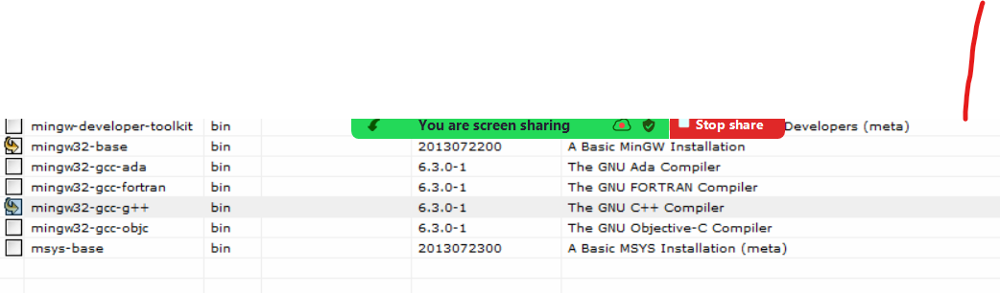 mingw-developer-toolkit bin You are screen sharing Stop share Developers (meta)
mingw32-base bin 2013072200 A Basic MinGW Installation
mingw32-gcc-ada bin 6.3.0-1 The GNU Ada Compiler
mingw32-gcc-fortran bin 6.3.0-1 The GNU FORTRAN Compiler
mingw32-gcc-g++ bin 6.3.0-1 The GNU C++ Compiler
mingw32-gcc-objc bin 6.3.0-1 The GNU Objective-C Compiler
msys-base bin 2013072300 A Basic MSYS Installation (meta)